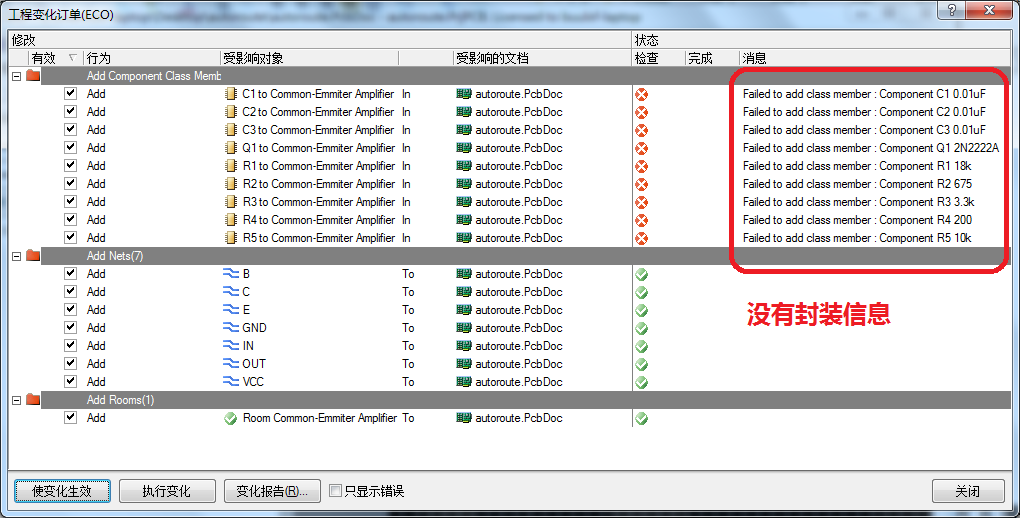 工程变化订单(ECO)
修改 状态
有效 行为 受影响对象 受影响的文档 检查 完成 消息
Add Component Class Memb
Add C1 to Common-Emmiter Amplifier In autoroute.PcbDoc Failed to add class member : Component C1 0.01uF
Add C2 to Common-Emmiter Amplifier In autoroute.PcbDoc Failed to add class member : Component C2 0.01uF
Add C3 to Common-Emmiter Amplifier In autoroute.PcbDoc Failed to add class member : Component C3 0.01uF
Add Q1 to Common-Emmiter Amplifier In autoroute.PcbDoc Failed to add class member : Component Q1 2N2222A
Add R1 to Common-Emmiter Amplifier In autoroute.PcbDoc Failed to add class member : Component R1 18k
Add R2 to Common-Emmiter Amplifier In autoroute.PcbDoc Failed to add class member : Component R2 675
Add R3 to Common-Emmiter Amplifier In autoroute.PcbDoc Failed to add class member : Component R3 3.3k
Add R4 to Common-Emmiter Amplifier In autoroute.PcbDoc Failed to add class member : Component R4 200
Add R5 to Common-Emmiter Amplifier In autoroute.PcbDoc Failed to add class member : Component R5 10k
Add Nets(7)
Add B To autoroute.PcbDoc
Add C To autoroute.PcbDoc
Add E To autoroute.PcbDoc
没有封装信息
Add GND To autoroute.PcbDoc
Add IN To autoroute.PcbDoc
Add OUT To autoroute.PcbDoc
Add VCC To autoroute.PcbDoc
Add Rooms(1)
Add Room Common-Emmiter Amplifier To autoroute.PcbDoc
使变化生效 执行变化 变化报告(R)... 只显示错误 关闭